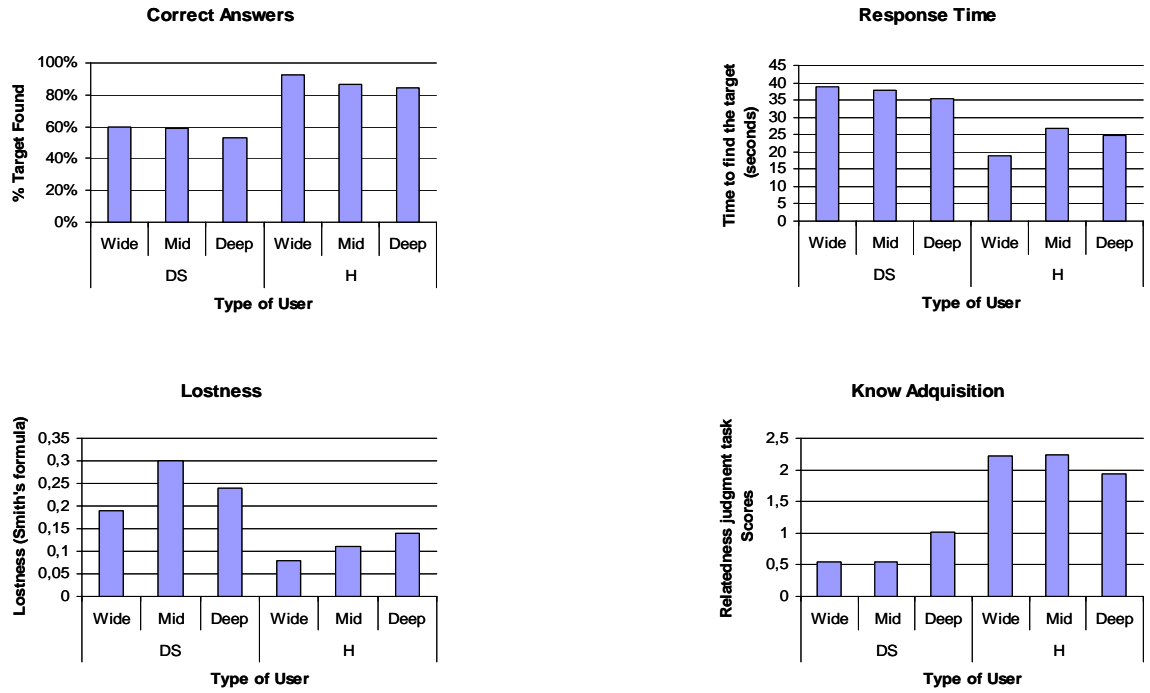 Correct Answers
% Target Found
100%
80%
60%
40%
20%
0%
Wide Mid Deep Wide Mid Deep
DS H
Type of User
Response Time
Time to find the target
(seconds)
45
40
35
30
25
20
15
10
5
0
Wide Mid Deep Wide Mid Deep
DS H
Type of User
Lostness
Lostness (Smith's formula)
0,35
0,3
0,25
0,2
0,15
0,1
0,05
0
Wide Mid Deep Wide Mid Deep
DS H
Type of User
Know Adquisition
Relatedness judgment task
Scores
2,5
2
1,5
1
0,5
0
Wide Mid Deep Wide Mid Deep
DS H
Type of User